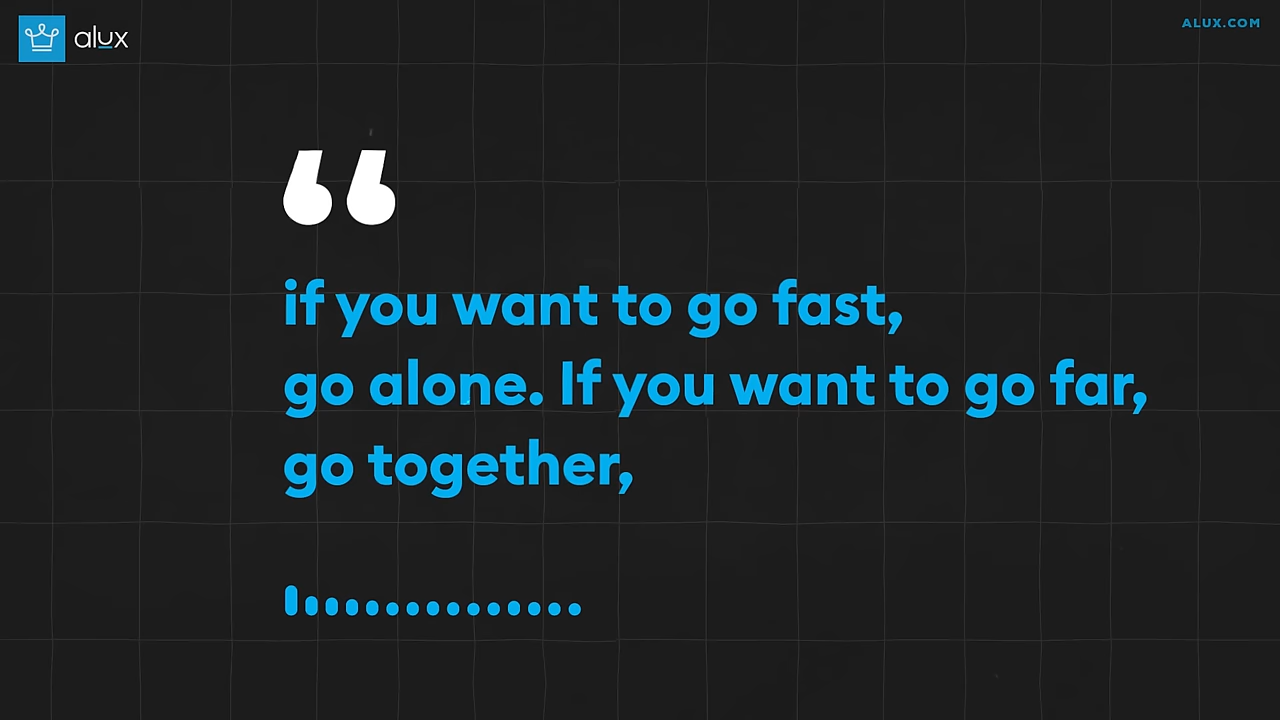 alux
ALUX.COM
“
if you want to go fast,
go alone. If you want to go far,
go together,